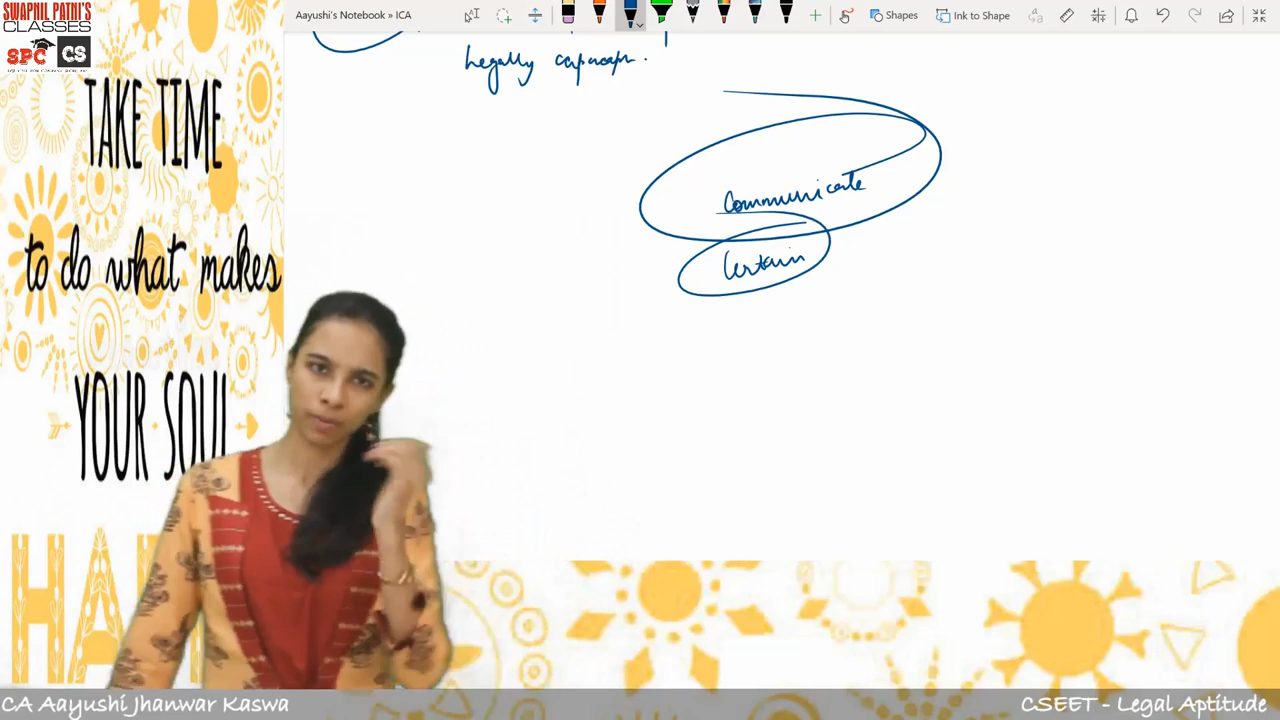 SWAPNIL PATNI'S
CLASSES
SPC CS
Aayushi's Notebook » ICA
Shapes
Ink to Shape
legally
Communicate
Certain
TAKE TIME
to do what makes
YOUR SOUL
HA
CA Aayushi Jhanwar Kaswa
CSEET - Legal Aptitude